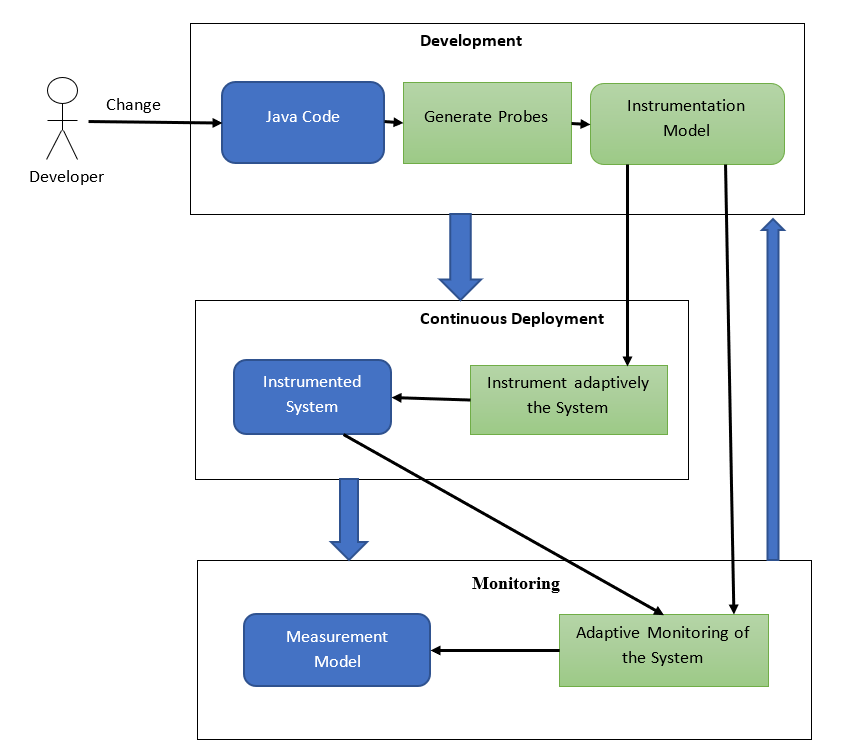 Development
Change
Developer
Java Code
Generate Probes
Instrumentation
Model
Continuous Deployment
Instrumented
System
Instrument adaptively
the System
Monitoring
Measurement
Model
Adaptive Monitoring of
the System